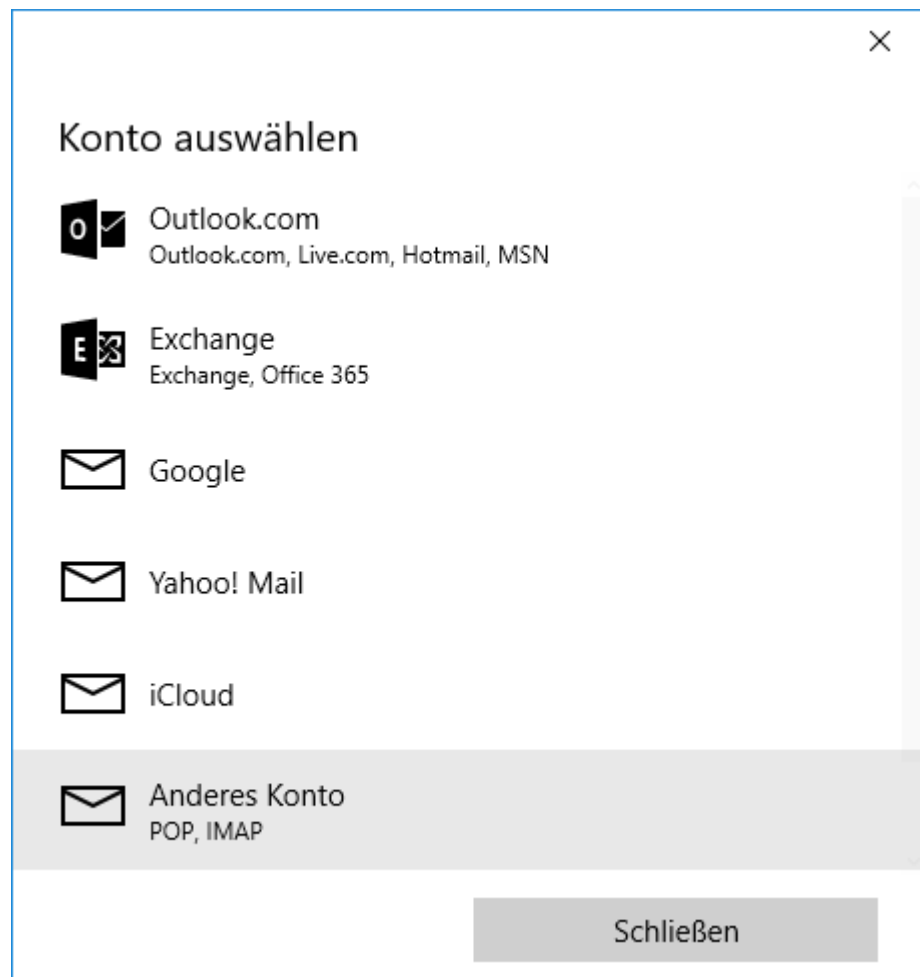 Konto auswählen
O
Outlook.com
Outlook.com, Live.com, Hotmail, MSN
E
Exchange
Exchange, Office 365
Google
Yahoo! Mail
iCloud
Anderes Konto
POP, IMAP
Schließen